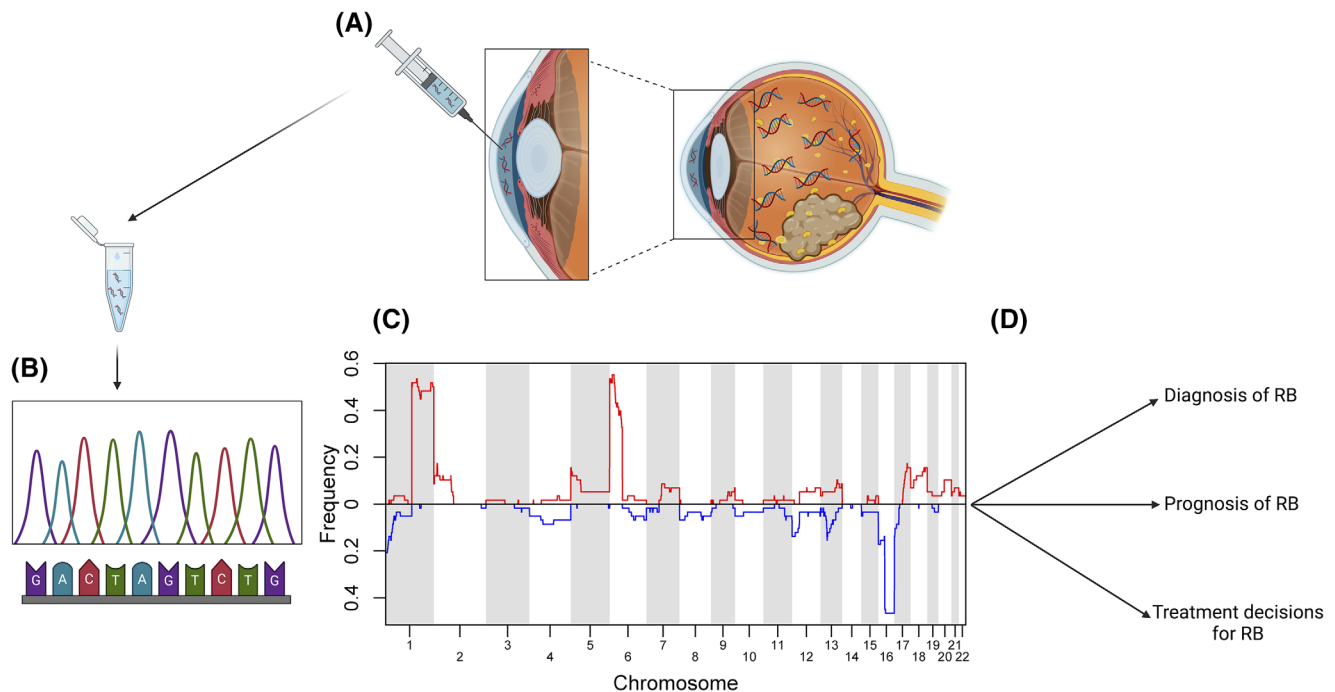 (A)
(B)
G A C T A G T C T G
(C)
Frequency
0.6
0.4
0.2
0
0.2
0.4
1 2 3 4 5 6 7 8 9 10 11 12 13 14 15 16 17 18 19 20 21 22
Chromosome
(D)
Diagnosis of RB
Prognosis of RB
Treatment decisions
for RB